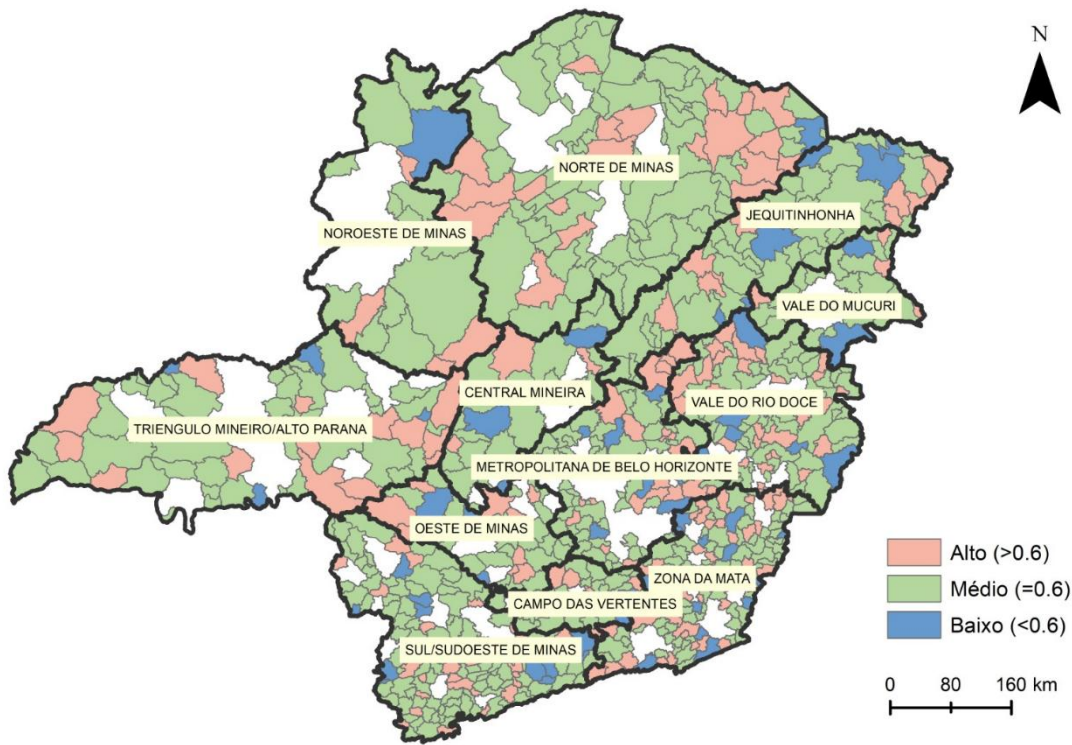 N
NORTE DE MINAS
JEQUITINHONHA
NOROESTE DE MINAS
VALE DO MUCURI
CENTRAL MINEIRA
VALE DO RIO DOCE
TRIENGULO MINEIRO/ALTO PARANA
METROPOLITANA DE BELO HORIZONTE
OESTE DE MINAS
ZONA DA MATA
CAMPO DAS VERTENTES
SUL/SUDOESTE DE MINAS
Alto (>0.6)
Médio (=0.6)
Baixo (<0.6)
0 80 160 km